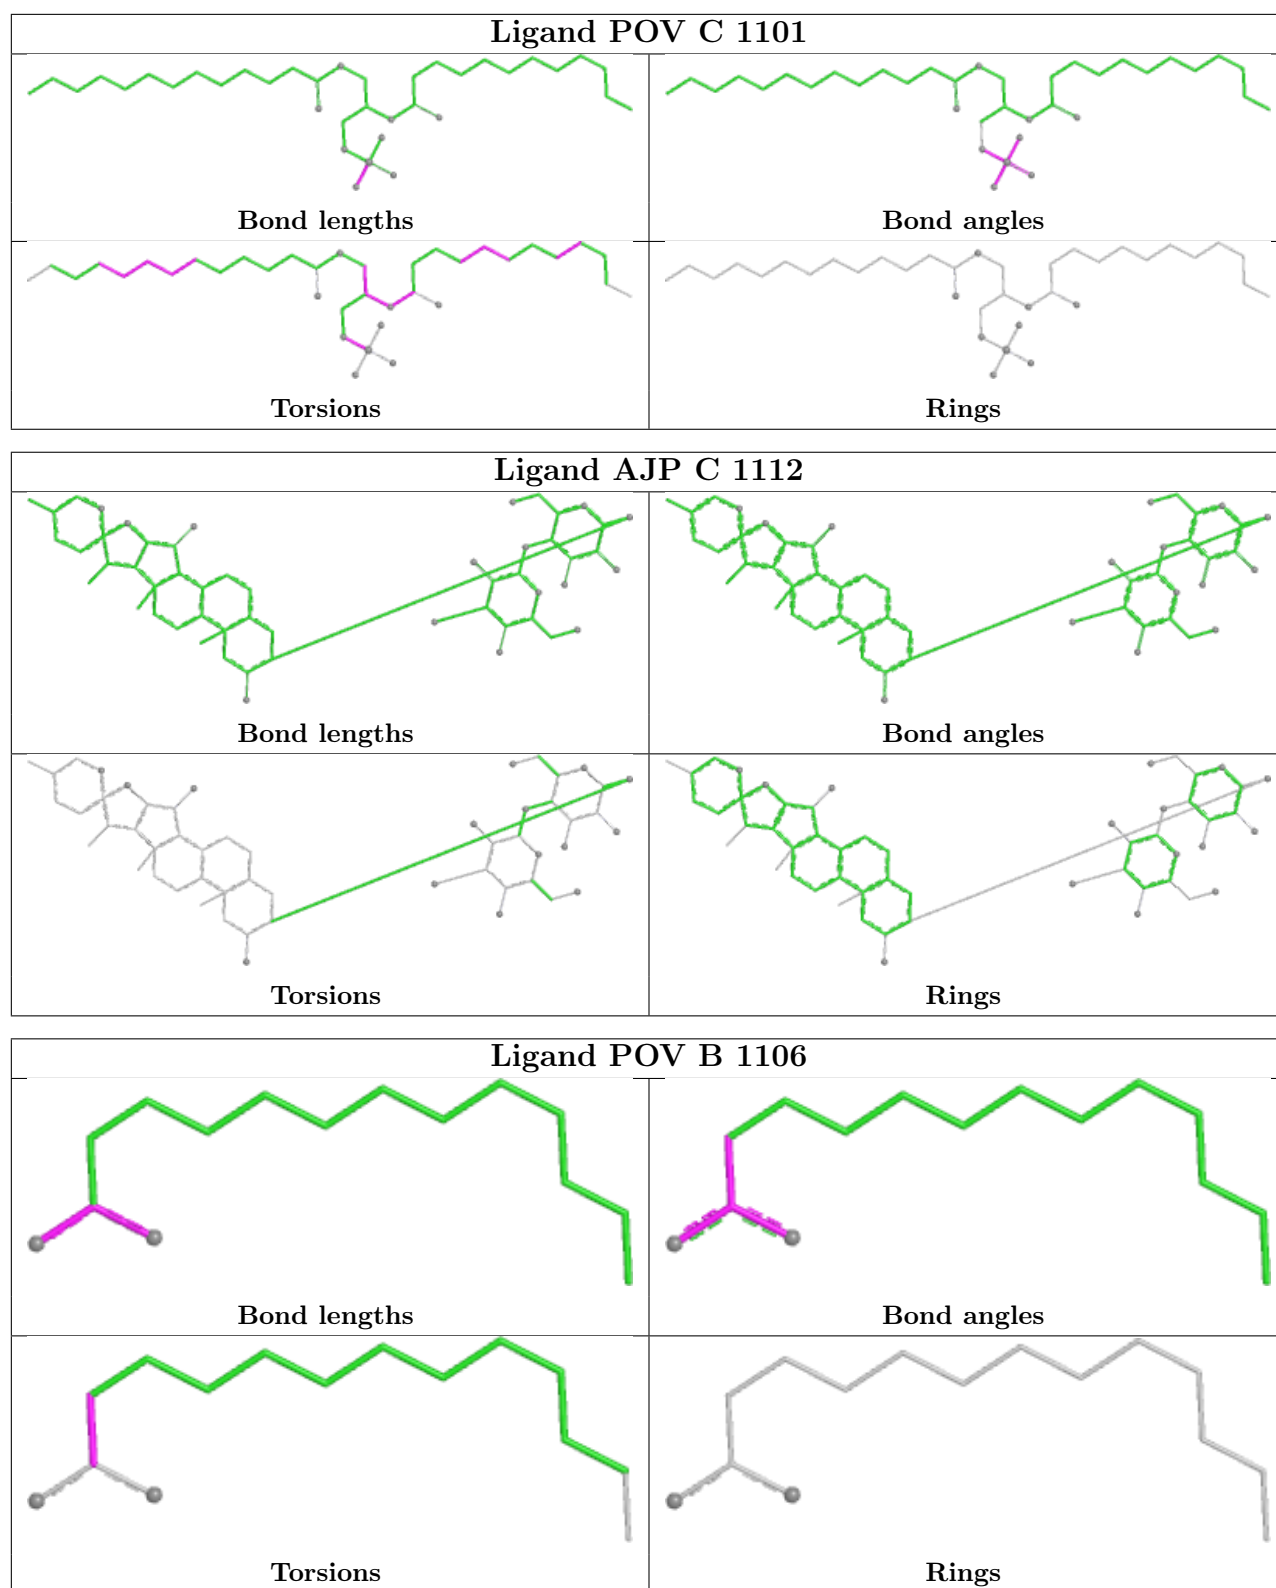 Ligand POV C 1101
Bond lengths
Bond angles
Torsions
Rings
Ligand AJP C 1112
Bond lengths
Bond angles
Torsions
Rings
Ligand POV B 1106
Bond lengths
Bond angles
Torsions
Rings